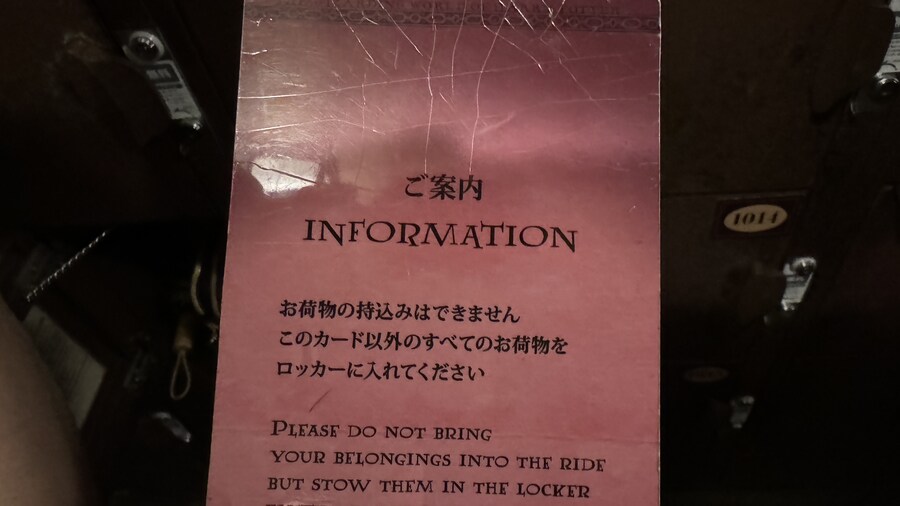 ご案内
INFORMATION
お荷物の持込みはできません
このカード以外のすべてのお荷物を
ロッカーに入れてください
PLEASE DO NOT BRING
YOUR BELONGINGS INTO THE RIDE
BUT STOW THEM IN THE LOCKER
1014